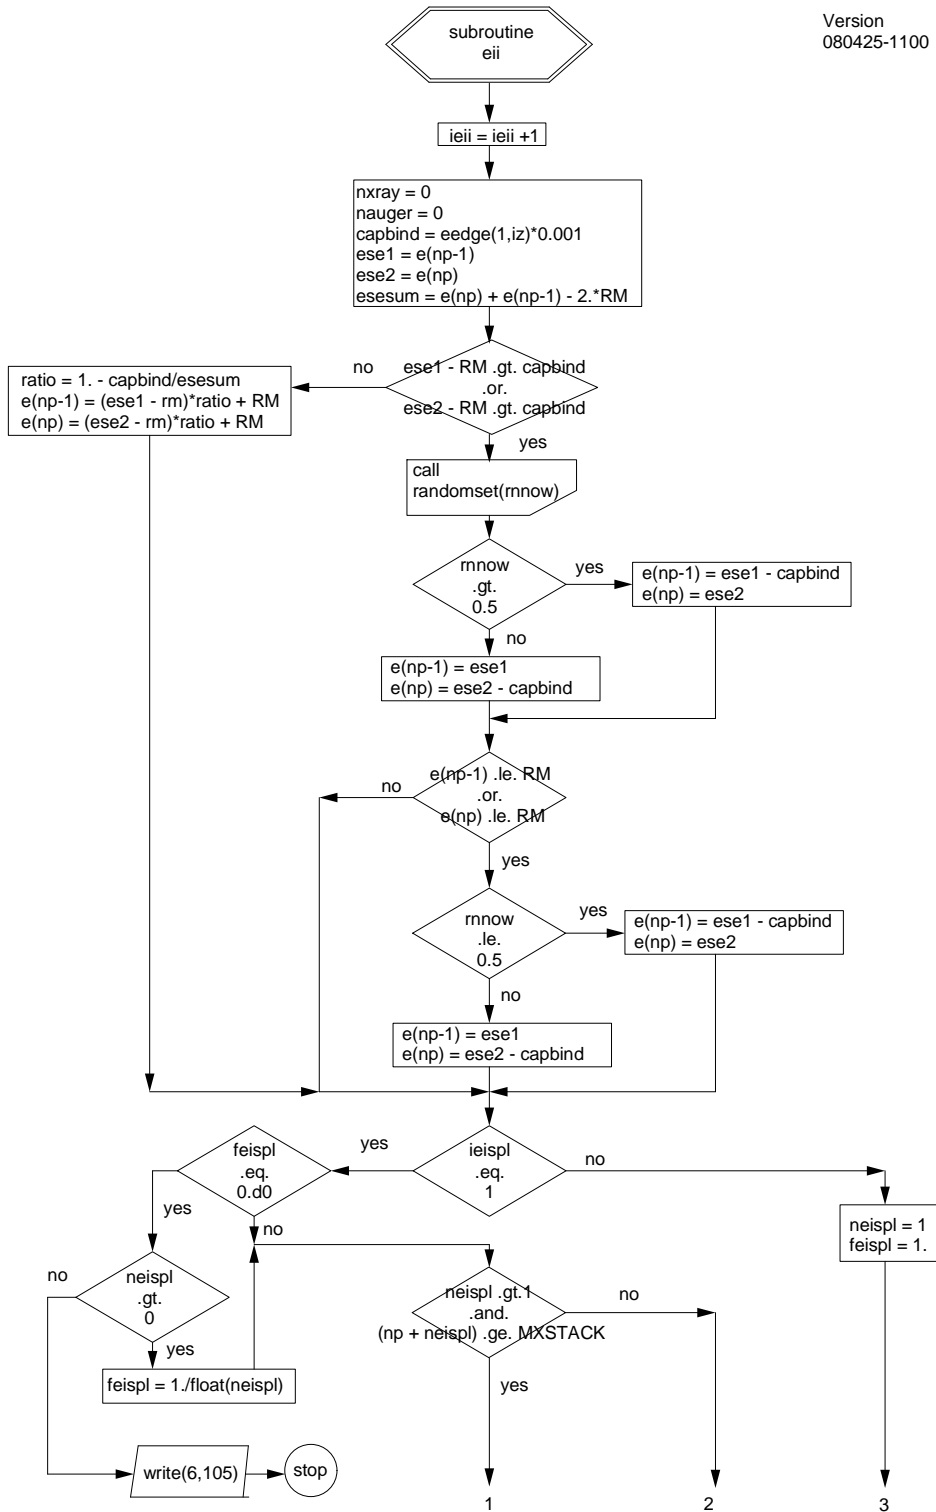 subroutine
eii
Version
080425-1100
ieii = ieii +1
nxray = 0
nauger = 0
capbind = eedge(1,iz)*0.001
ese1 = e(np-1)
ese2 = e(np)
esesum = e(np) + e(np-1) - 2.*RM
ese1 - RM .gt. capbind
.or.
ese2 - RM .gt. capbind
no
ratio = 1. - capbind/esesum
e(np-1) = (ese1 - rm)*ratio + RM
e(np) = (ese2 - rm)*ratio + RM
yes
call
randomset(rnnow)
rnnow
.gt.
0.5
yes
e(np-1) = ese1 - capbind
e(np) = ese2
no
e(np-1) = ese1
e(np) = ese2 - capbind
e(np-1) .le. RM
.or.
e(np) .le. RM
no
yes
rnnow
.le.
0.5
yes
e(np-1) = ese1 - capbind
e(np) = ese2
no
e(np-1) = ese1
e(np) = ese2 - capbind
ieispl
.eq.
1
yes
no
feispl
.eq.
0.d0
yes
no
neispl = 1
feispl = 1.
neispl
.gt.
0
no
yes
feispl = 1./float(neispl)
neispl .gt.1
.and.
(np + neispl) .ge. MXSTACK
no
yes
write(6,105)
stop
1
2
3